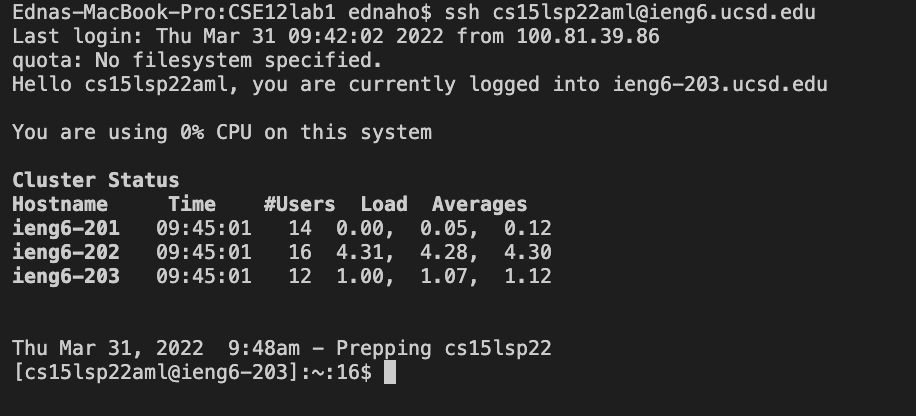 Ednas-MacBook-Pro:CSE12lab1 ednaho$ ssh cs15lsp22aml@ieng6.ucsd.edu
Last login: Thu Mar 31 09:42:02 2022 from 100.81.39.86
quota: No filesystem specified.
Hello cs15lsp22aml, you are currently logged into ieng6-203.ucsd.edu
You are using 0% CPU on this system
Cluster Status
Hostname     Time    #Users  Load  Averages
ieng6-201   09:45:01   14  0.00,  0.05,  0.12
ieng6-202   09:45:01   16  4.31,  4.28,  4.30
ieng6-203   09:45:01   12  1.00,  1.07,  1.12
Thu Mar 31, 2022  9:48am - Prepping cs15lsp22
[cs15lsp22aml@ieng6-203]:~:16$